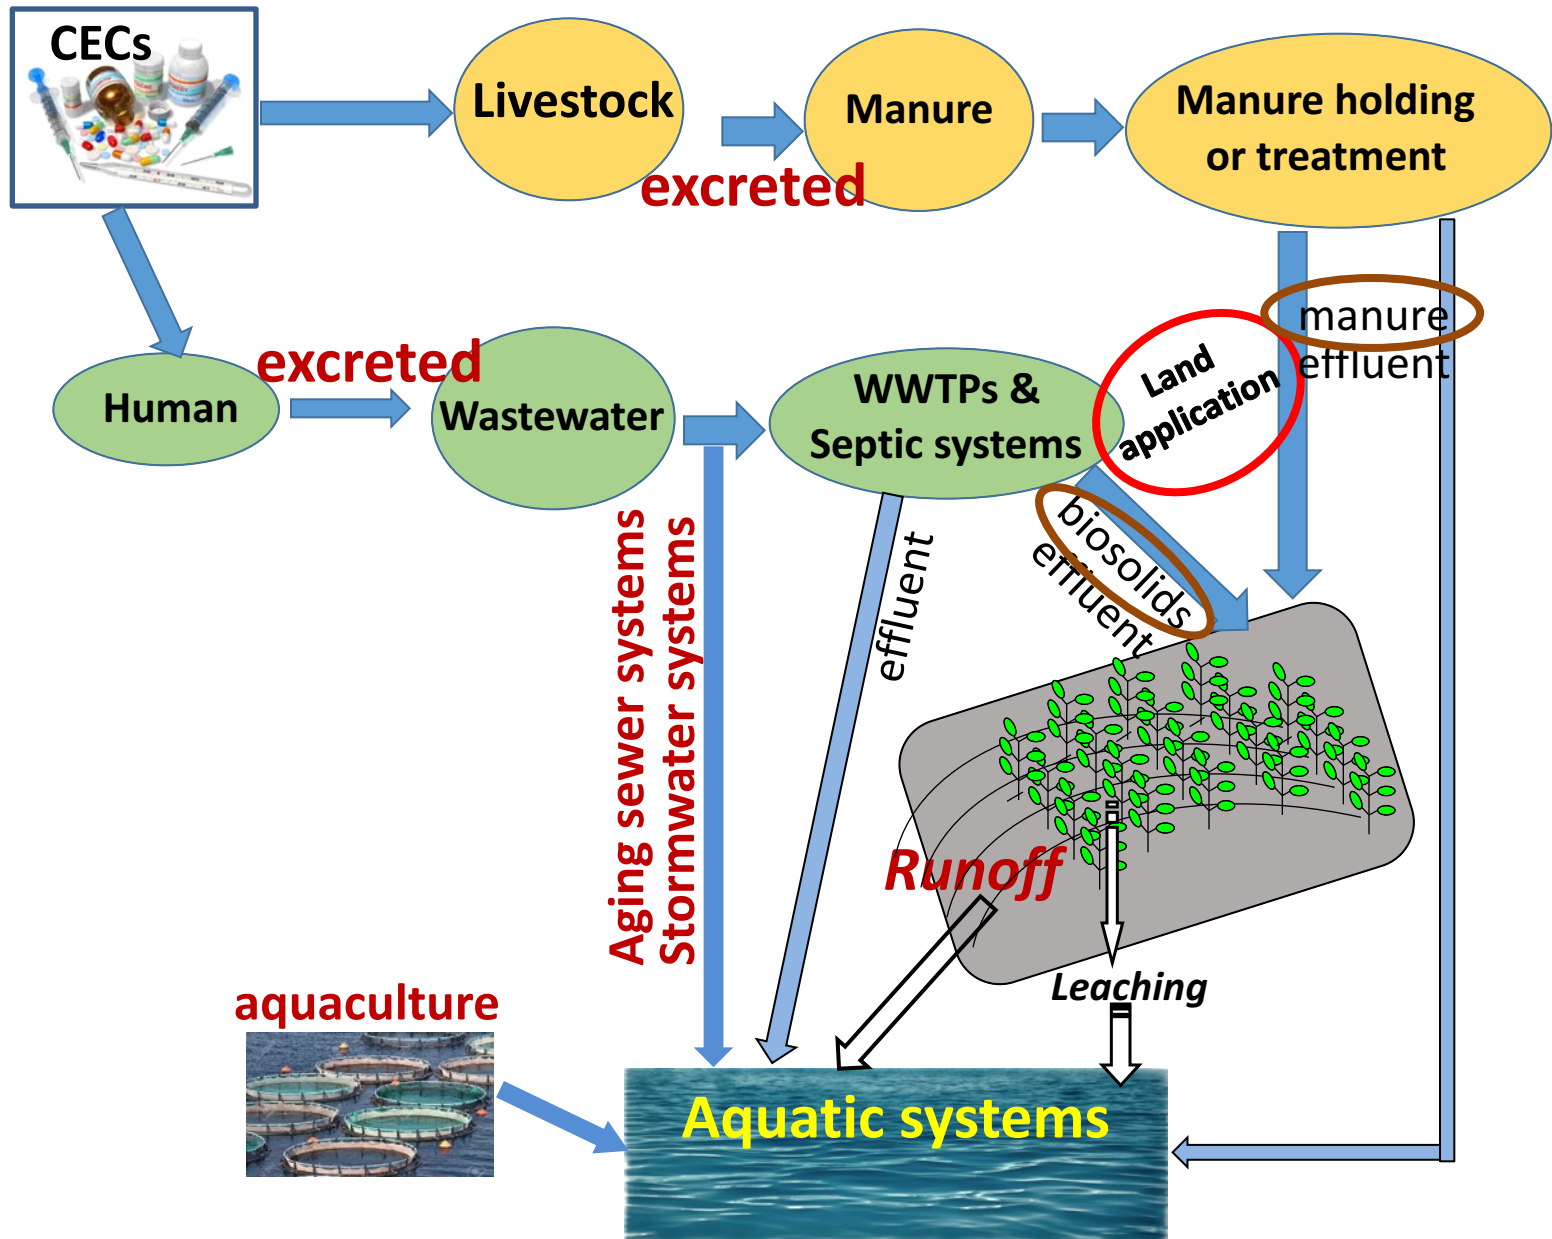 CECs
Livestock
excreted
Manure
Manure holding
or treatment
manure
effluent
Human
excreted
Wastewater
WWTPs &
Septic systems
Land
application
biosolids
effluent
effluent
Aging sewer systems
Stormwater systems
Runoff
Leaching
aquaculture
Aquatic systems